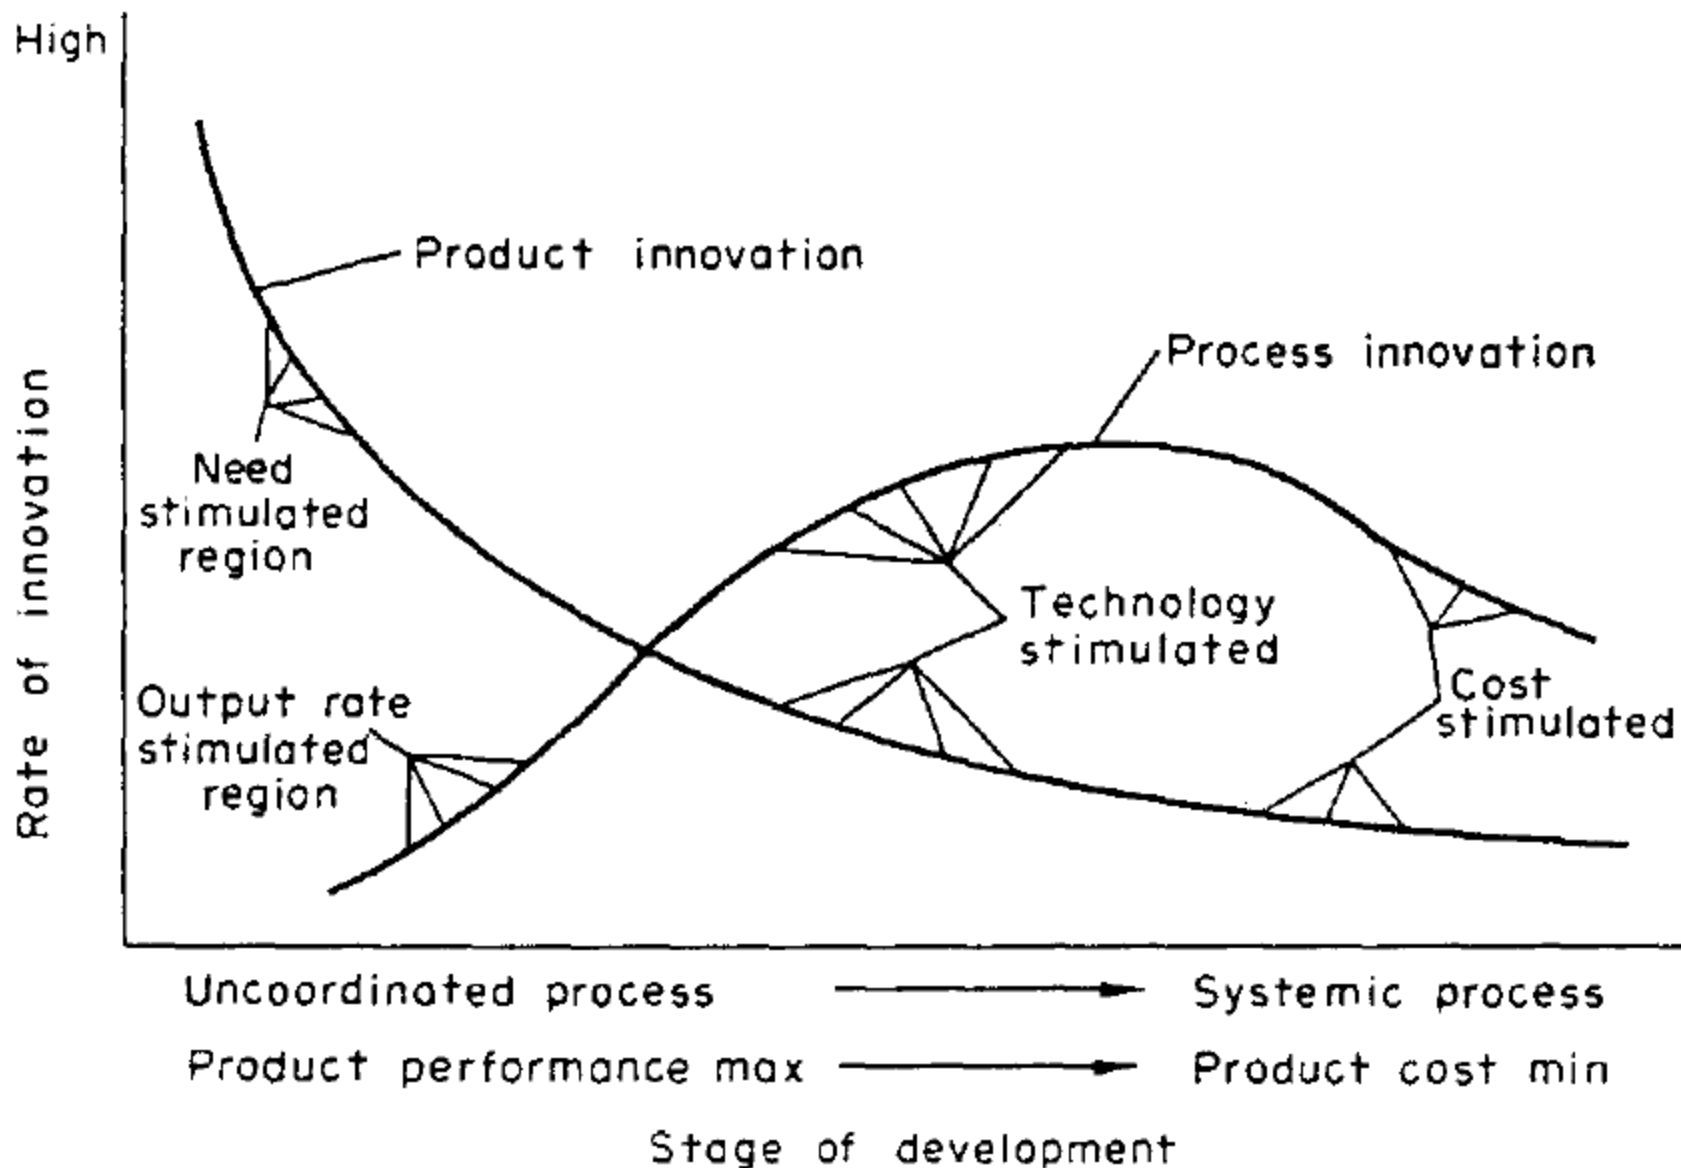 High
Product innovation
Process innovation
Need
stimulated
region
Technology
stimulated
Output rate
stimulated
region
Cost
stimulated
Rate of innovation
Uncoordinated process
Systemic process
Product performance max
Product cost min
Stage of development